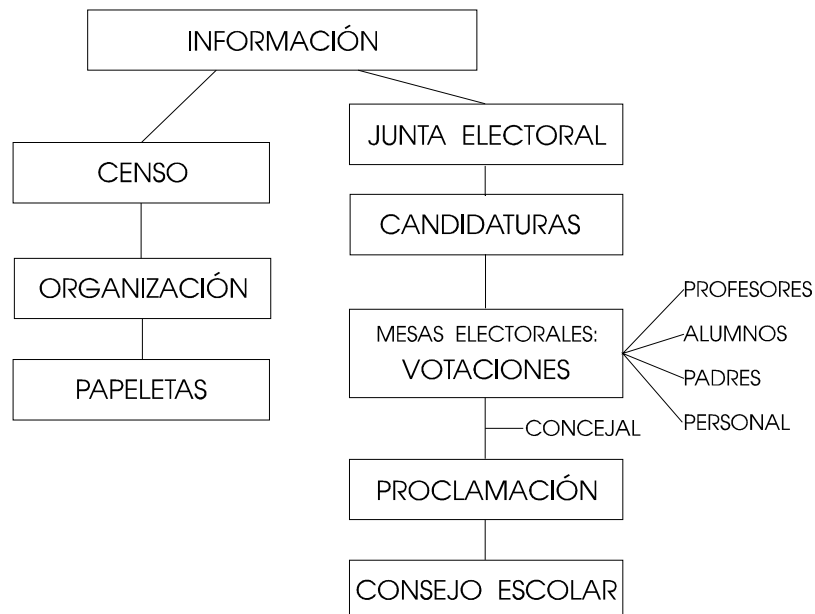 INFORMACIÓN
CENSO
ORGANIZACIÓN
PAPELETAS
JUNTA ELECTORAL
CANDIDATURAS
MESAS ELECTORALES:
VOTACIONES
PROFESORES
ALUMNOS
PADRES
PERSONAL
CONCEJAL
PROCLAMACIÓN
CONSEJO ESCOLAR